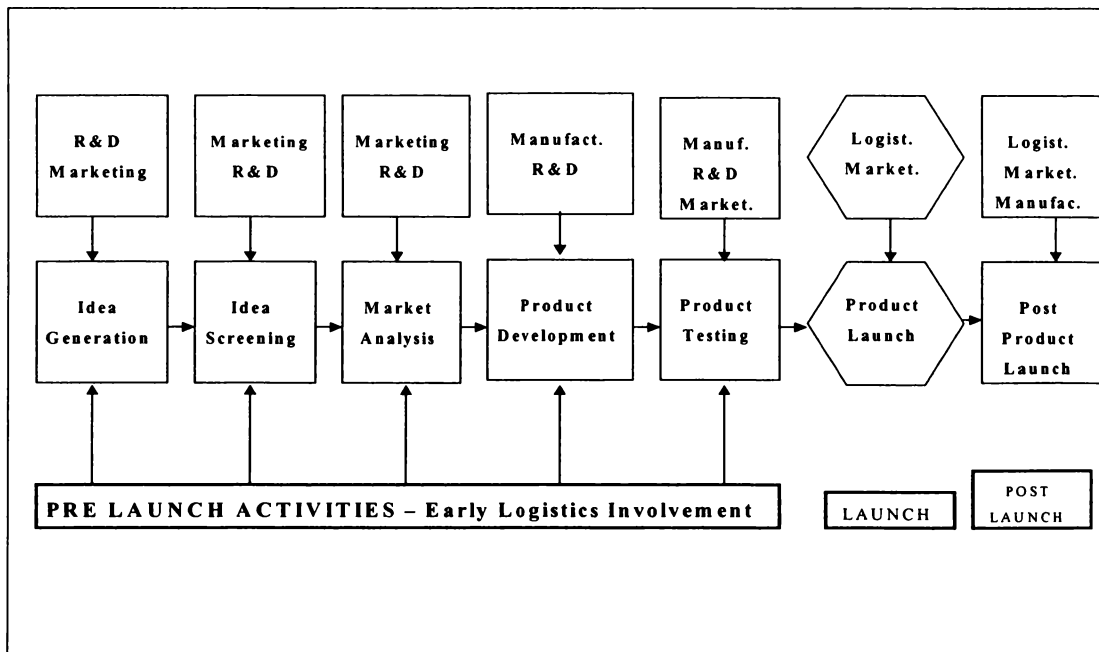 R&D
Marketing
Marketing
R&D
Marketing
R&D
Manufact.
R&D
Manuf.
R&D
Market.
Logist.
Market.
Logist.
Market.
Manufac.
Idea
Generation
Idea
Screening
Market
Analysis
Product
Development
Product
Testing
Product
Launch
Post
Product
Launch
PRE LAUNCH ACTIVITIES – Early Logistics Involvement
LAUNCH
POST
LAUNCH